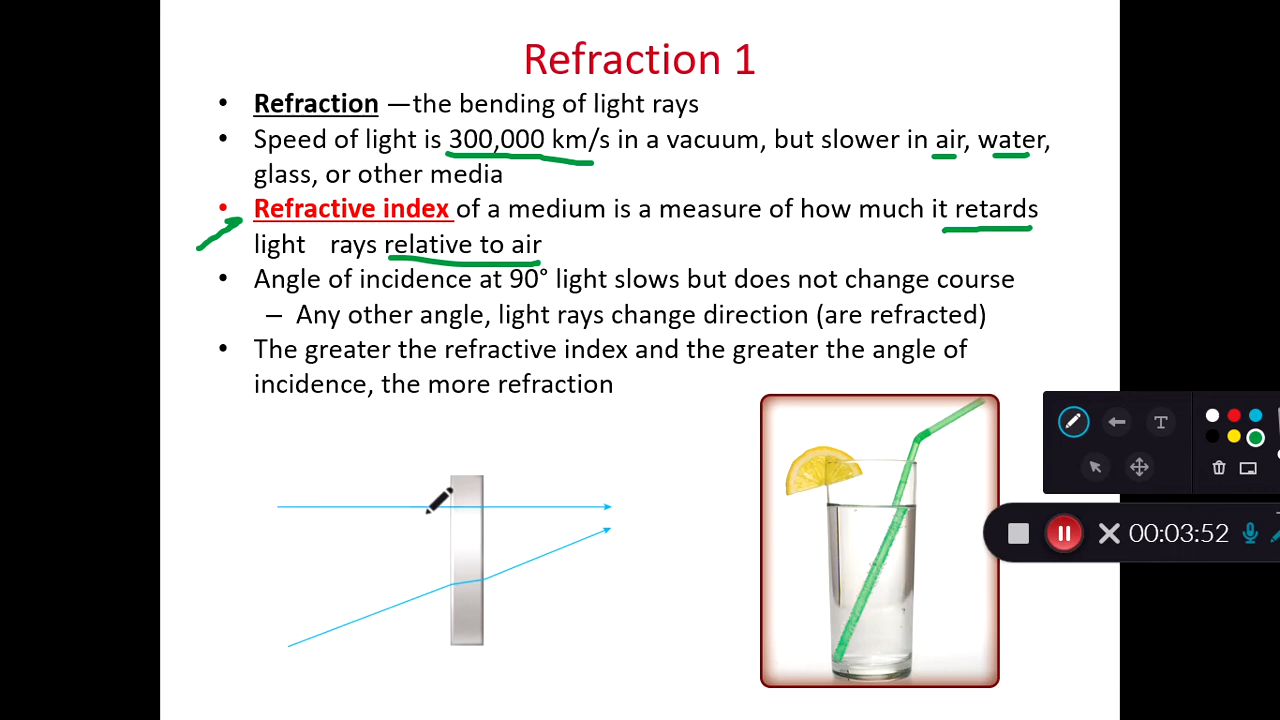 Refraction 1
• Refraction —the bending of light rays
• Speed of light is 300,000 km/s in a vacuum, but slower in air, water,
glass, or other media
• Refractive index of a medium is a measure of how much it retards
light rays relative to air
• Angle of incidence at 90° light slows but does not change course
– Any other angle, light rays change direction (are refracted)
• The greater the refractive index and the greater the angle of
incidence, the more refraction
T
00:03:52